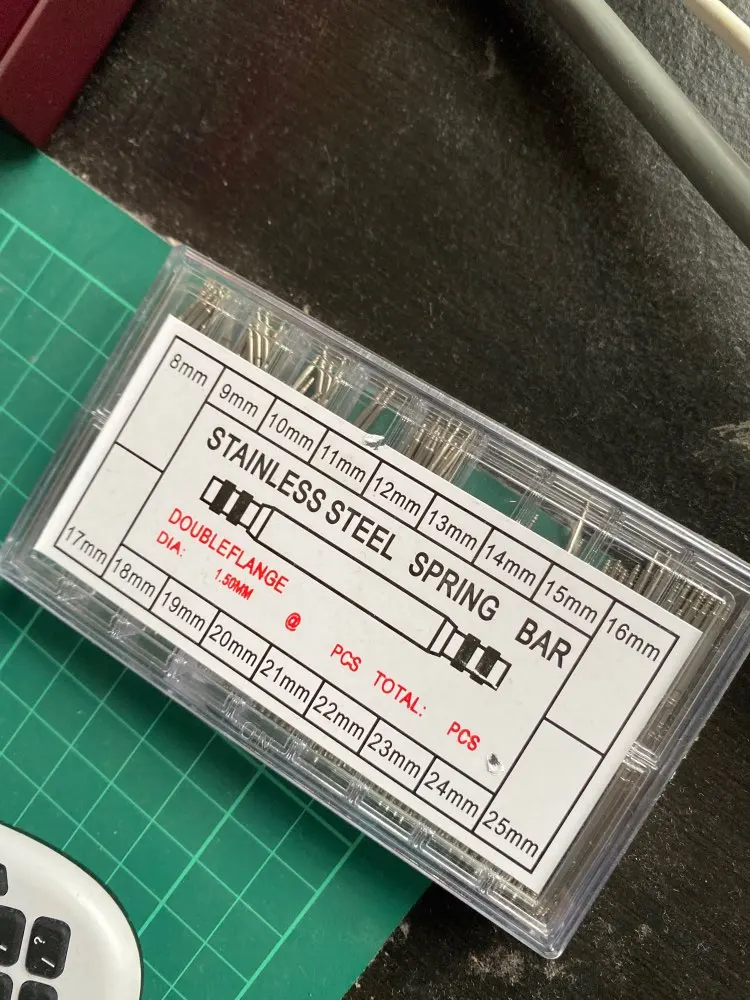 8mm 9mm 10mm 11mm 12mm 13mm 14mm 15mm 16mm
STAINLESS STEEL SPRING BAR
DOUBLEFLANGE
DIA: 1.50MM @ PCS TOTAL: PCS
17mm 18mm 19mm 20mm 21mm 22mm 23mm 24mm 25mm
?